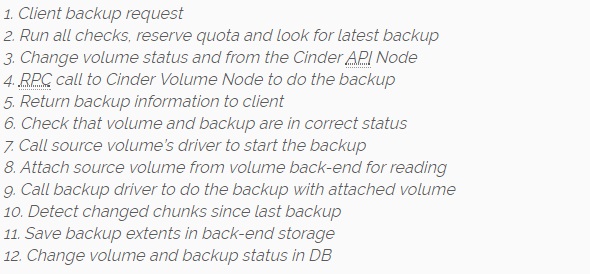 1. Client backup request
2. Run all checks, reserve quota and look for latest backup
3. Change volume status and from the Cinder API Node
4. RPC call to Cinder Volume Node to do the backup
5. Return backup information to client
6. Check that volume and backup are in correct status
7. Call source volume's driver to start the backup
8. Attach source volume from volume back-end for reading
9. Call backup driver to do the backup with attached volume
10. Detect changed chunks since last backup
11. Save backup extents in back-end storage
12. Change volume and backup status in DB